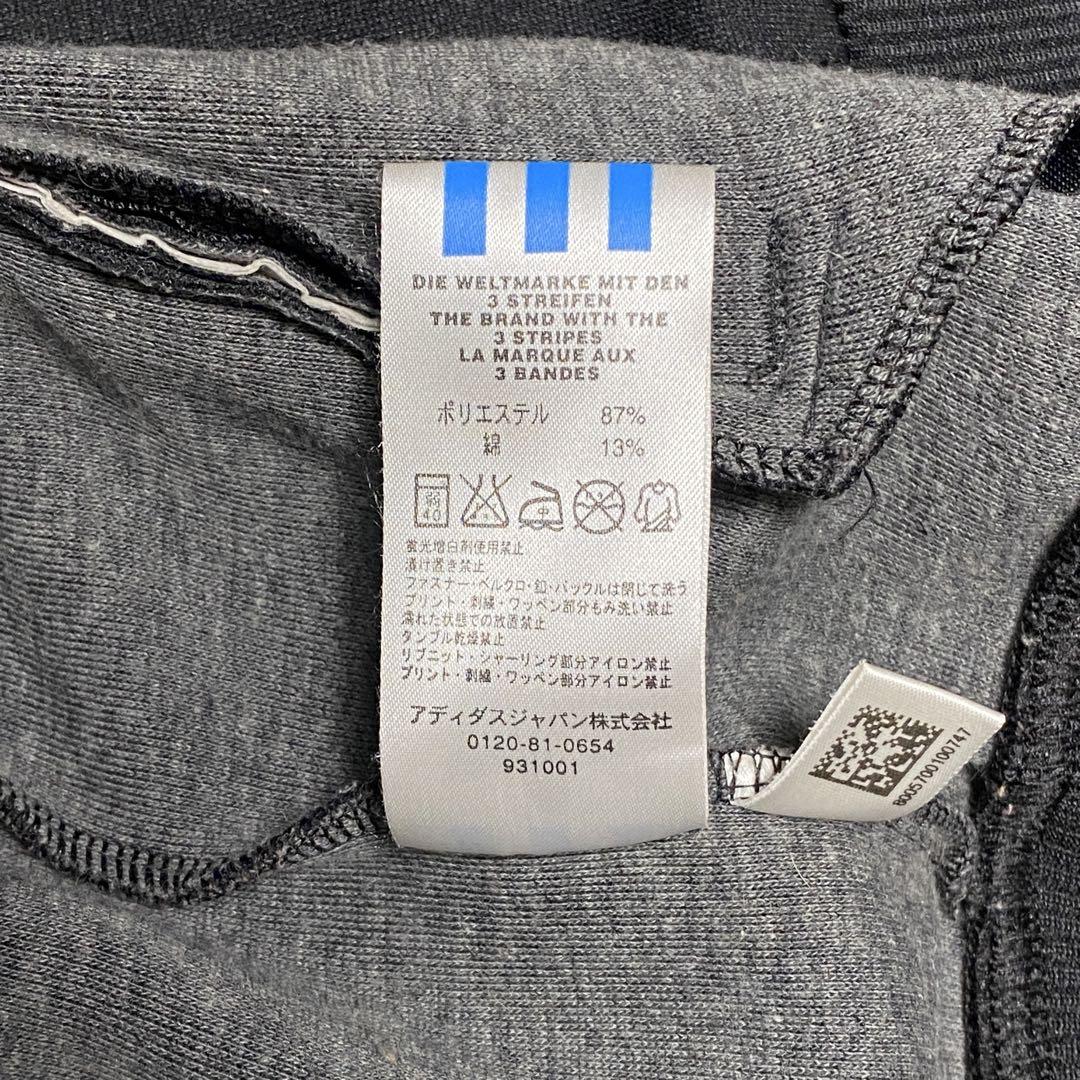 DIE WELTMARKE MIT DEN
3 STREIFEN
THE BRAND WITH THE
3 STRIPES
LA MARQUE AUX
3 BANDES
ポリエステル 87%
綿 13%
弱
40
中
蛍光増白剤使用禁止
漬け置き禁止
ファスナー・ベルクロ・釦・バックルは閉じて洗う
プリント・刺繍・ワッペン部分もみ洗い禁止
濡れた状態での放置禁止
タンブル乾燥禁止
リブニット・シャーリング部分アイロン禁止
プリント・刺繍・ワッペン部分アイロン禁止
アディダスジャパン株式会社
0120-81-0654
931001
8005700100747